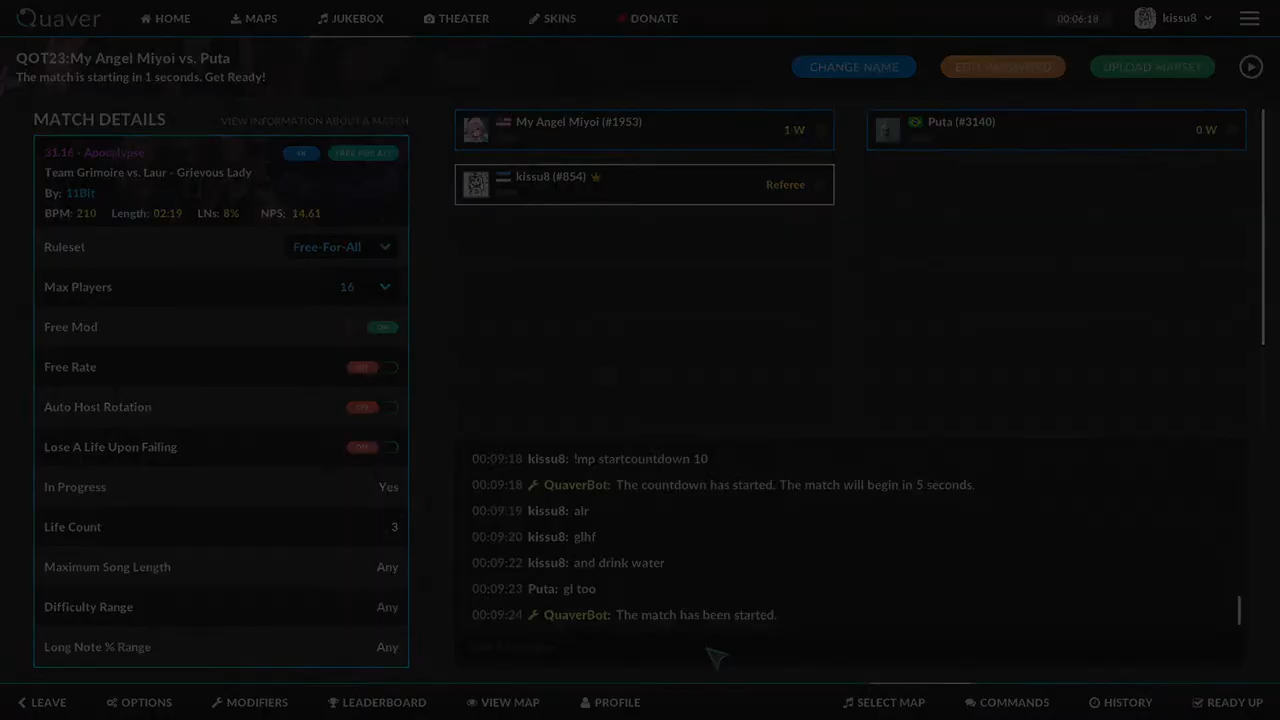 Quaver HOME MAPS JUKEBOX THEATER SKINS DONATE 00:06:18 kissu8
QOT23:My Angel Miyoi vs. Puta
The match is starting in 1 seconds. Get Ready!
CHANGE NAME EDIT PASSWORD UPLOAD MAPSET
MATCH DETAILS VIEW INFORMATION ABOUT A MATCH
31.16 - Apocalypse 4K FREE FOR ALL
Team Grimoire vs. Laur - Grievous Lady
By: 11Bit
BPM: 210 Length: 02:19 LNs: 8% NPS: 14.61
Ruleset Free-For-All
Max Players 16
Free Mod ON
Free Rate OFF
Auto Host Rotation OFF
Lose A Life Upon Failing OFF
In Progress Yes
Life Count 3
Maximum Song Length Any
Difficulty Range Any
Long Note % Range Any
My Angel Miyoi (#1953) 1 W
Puta (#3140) 0 W
kissu8 (#854) Referee
00:09:18 kissu8: !mp startcountdown 10
00:09:18 QuaverBot: The countdown has started. The match will begin in 5 seconds.
00:09:19 kissu8: alr
00:09:20 kissu8: glhf
00:09:22 kissu8: and drink water
00:09:23 Puta: gl too
00:09:24 QuaverBot: The match has been started.
LEAVE OPTIONS MODIFIERS LEADERBOARD VIEW MAP PROFILE SELECT MAP COMMANDS HISTORY READY UP